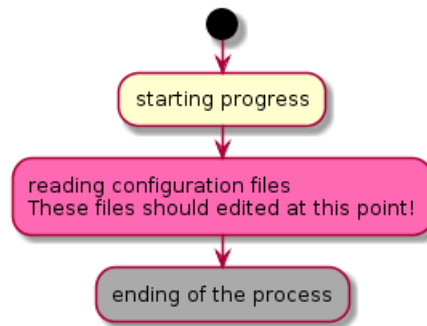 starting progress
reading configuration files
These files should edited at this point!
ending of the process